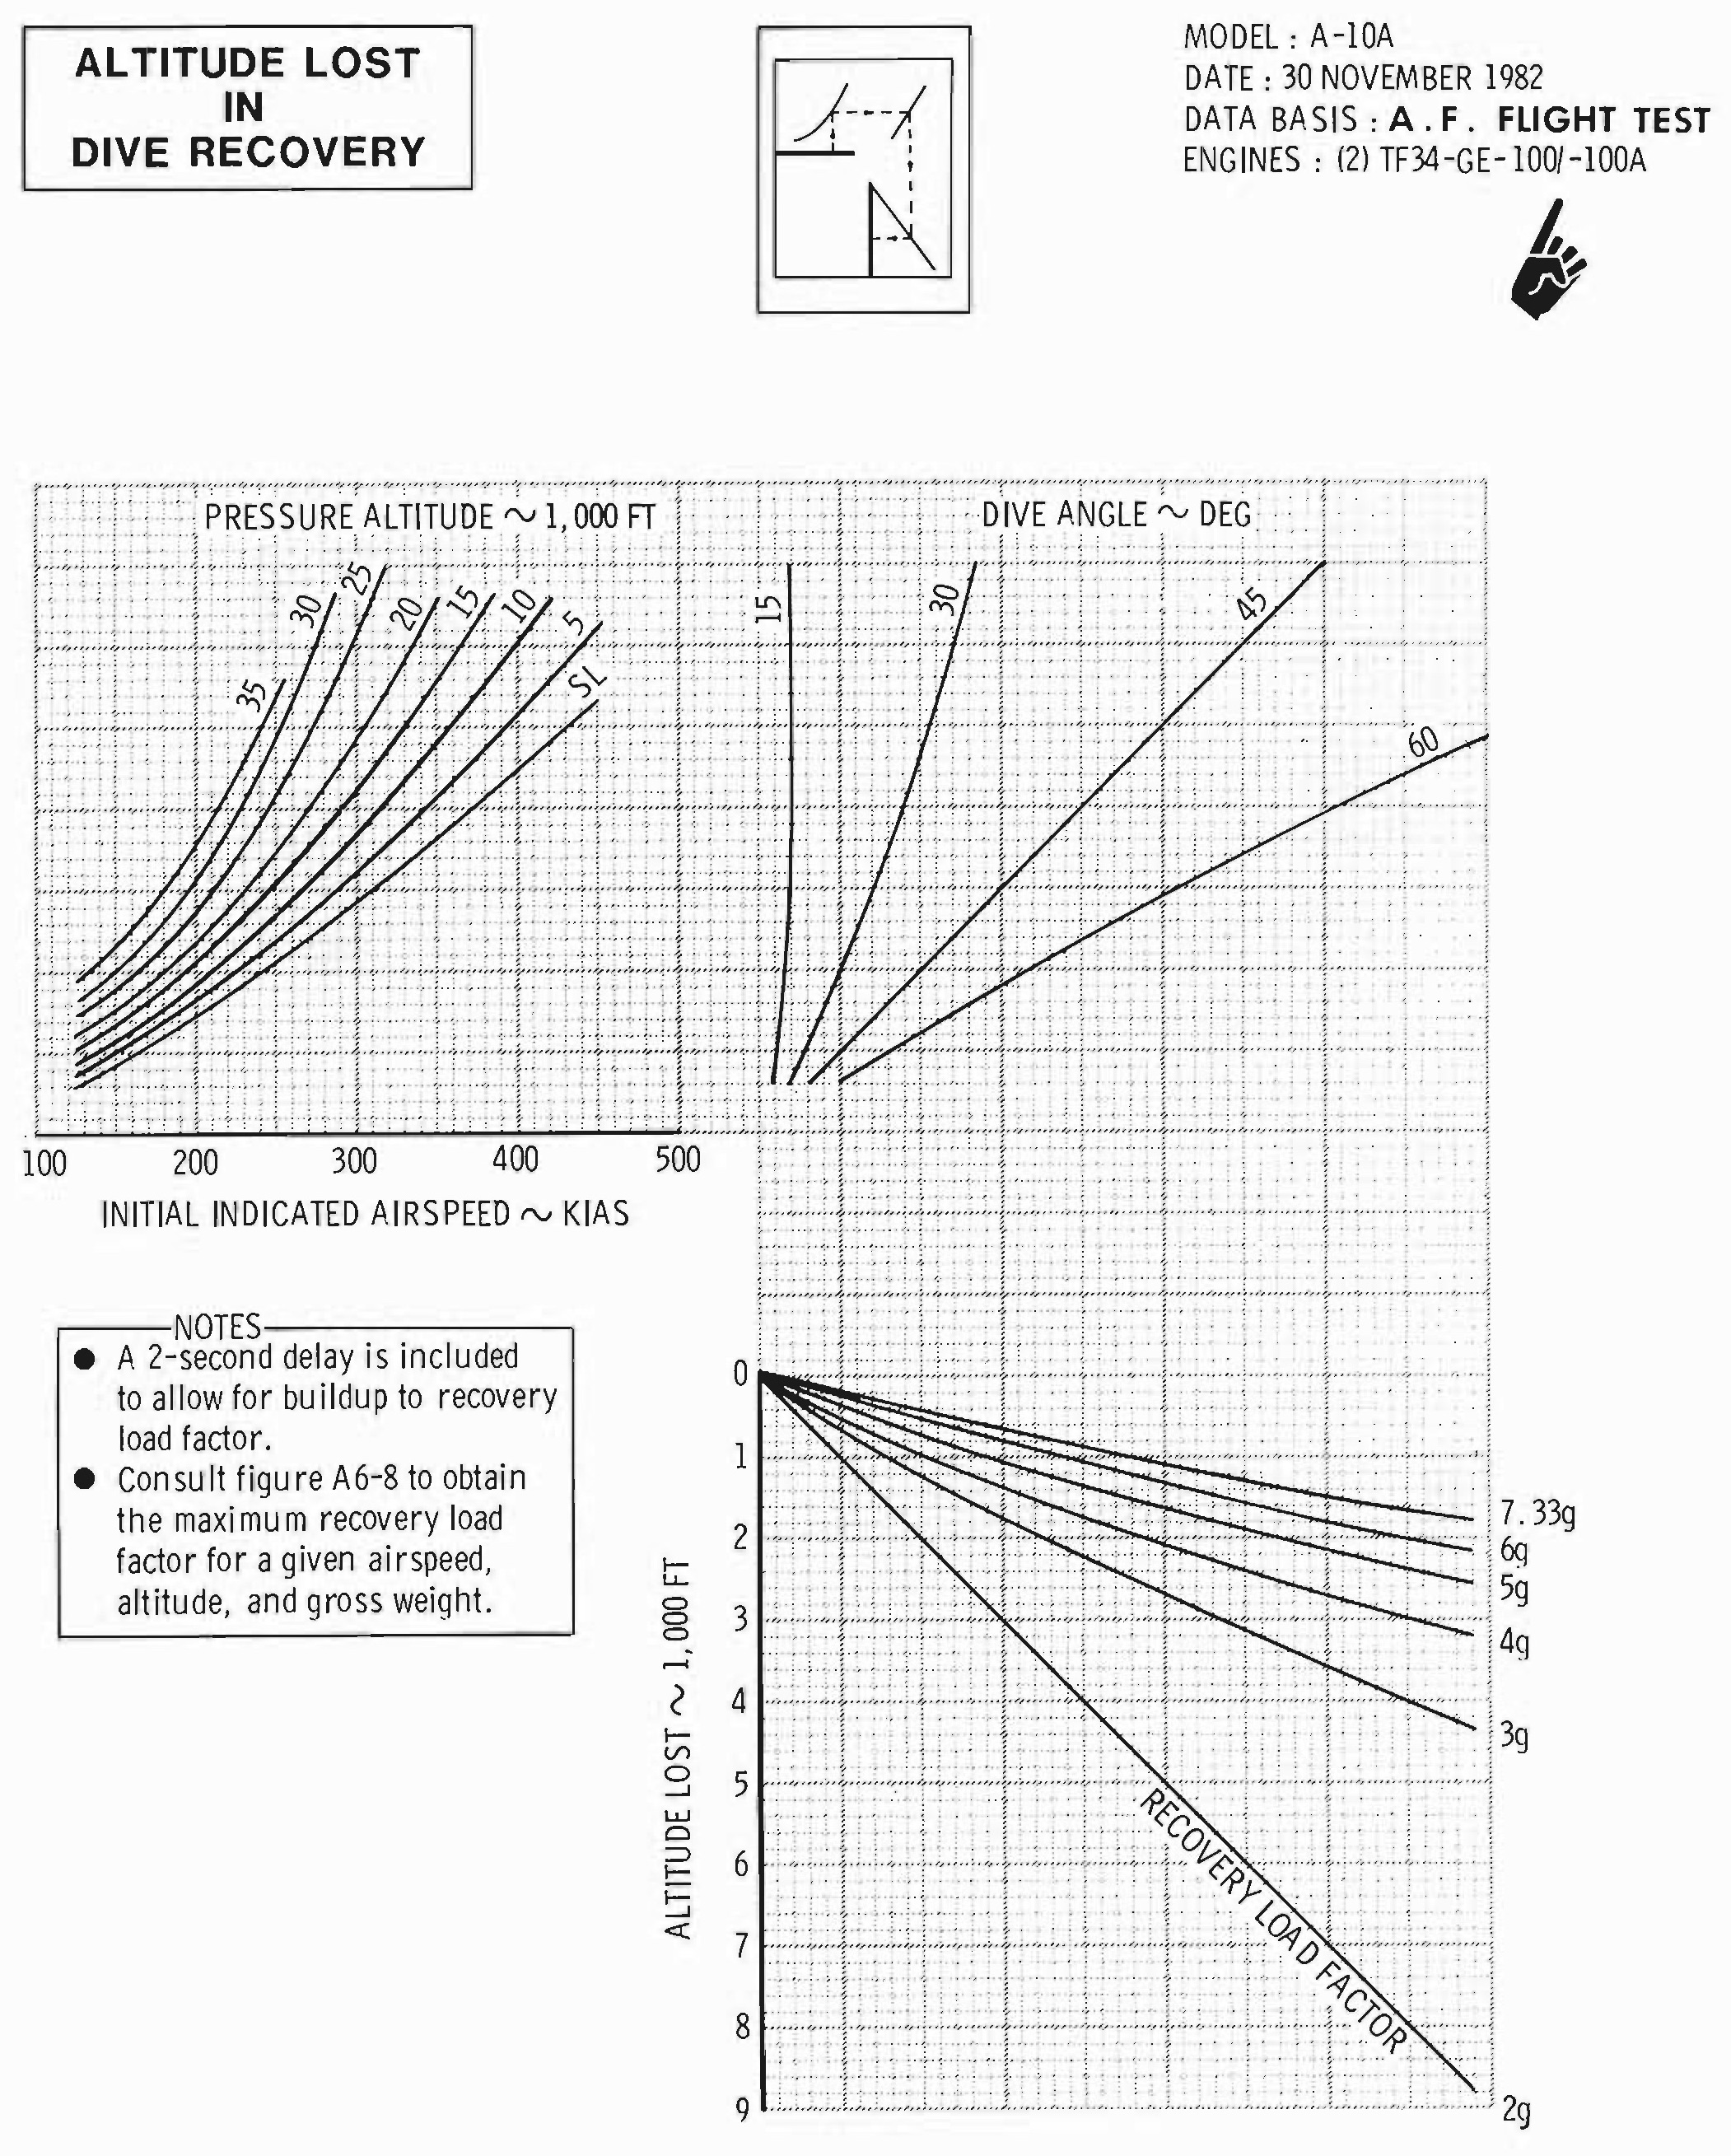 ALTITUDE LOST
IN
DIVE RECOVERY
MODEL : A-10A
DATE : 30 NOVEMBER 1982
DATA BASIS : A.F. FLIGHT TEST
ENGINES : (2) TF34-GE-100/-100A
PRESSURE ALTITUDE ~ 1,000 FT
35
30
25
20
15
10
5
SL
DIVE ANGLE ~ DEG
15
30
45
60
100
200
300
400
500
INITIAL INDICATED AIRSPEED ~ KIAS
NOTES
● A 2-second delay is included
to allow for buildup to recovery
load factor.
● Consult figure A6-8 to obtain
the maximum recovery load
factor for a given airspeed,
altitude, and gross weight.
ALTITUDE LOST ~ 1,000 FT
0
1
2
3
4
5
6
7
8
9
7.33g
6g
5g
4g
3g
2g
RECOVERY LOAD FACTOR